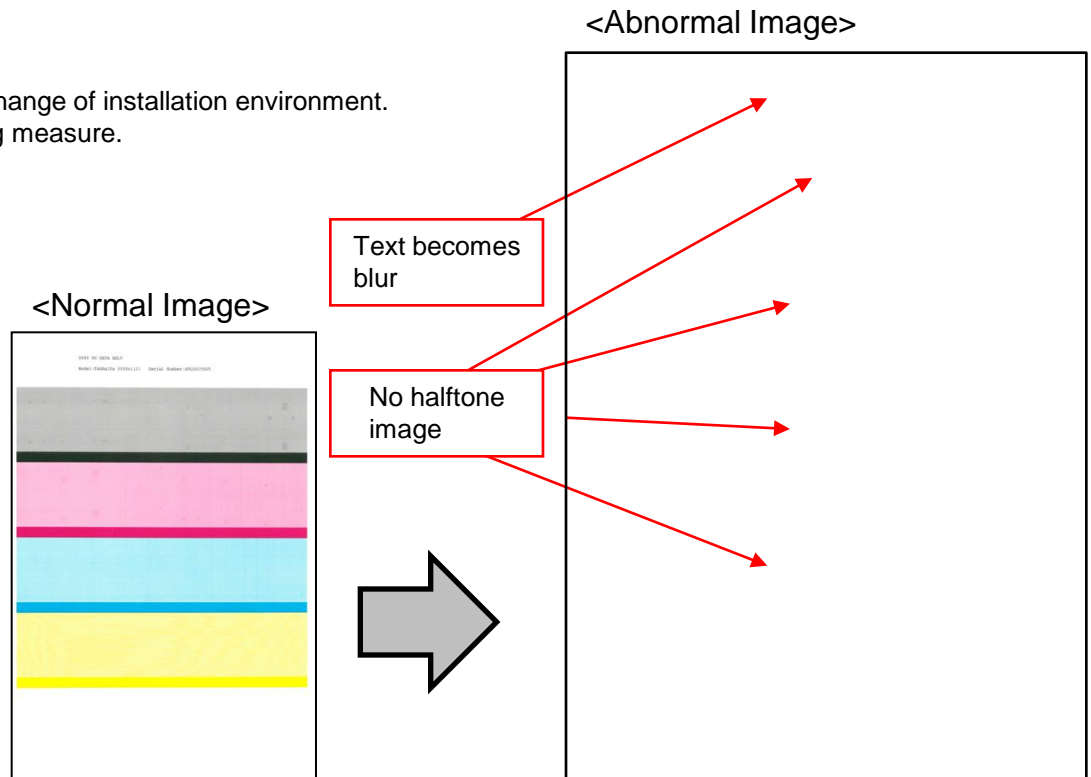 <Abnormal Image>
hange of installation environment.
g measure.
Text becomes
blur
<Normal Image>
No halftone
image